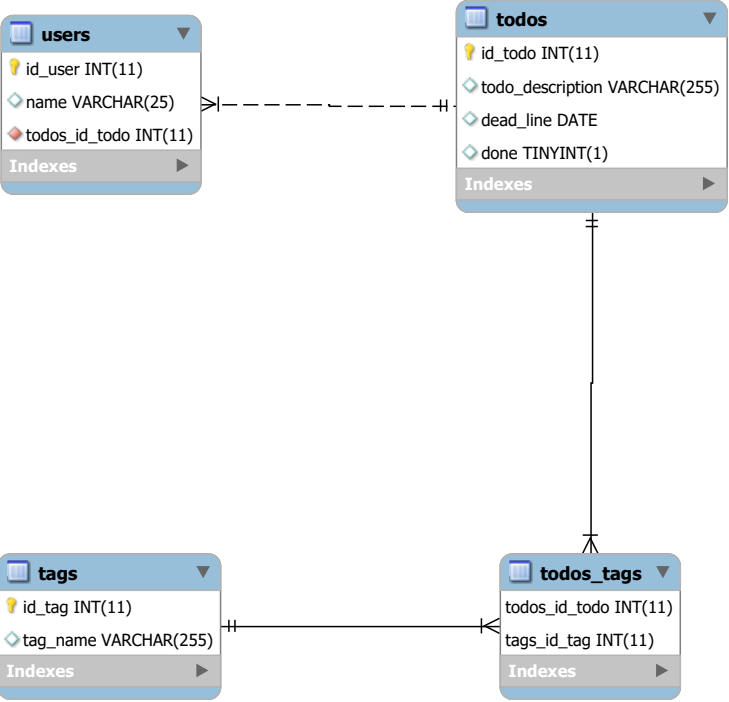 users
id_user INT(11)
name VARCHAR(25)
todos_id_todo INT(11)
Indexes
todos
id_todo INT(11)
todo_description VARCHAR(255)
dead_line DATE
done TINYINT(1)
Indexes
tags
id_tag INT(11)
tag_name VARCHAR(255)
Indexes
todos_tags
todos_id_todo INT(11)
tags_id_tag INT(11)
Indexes